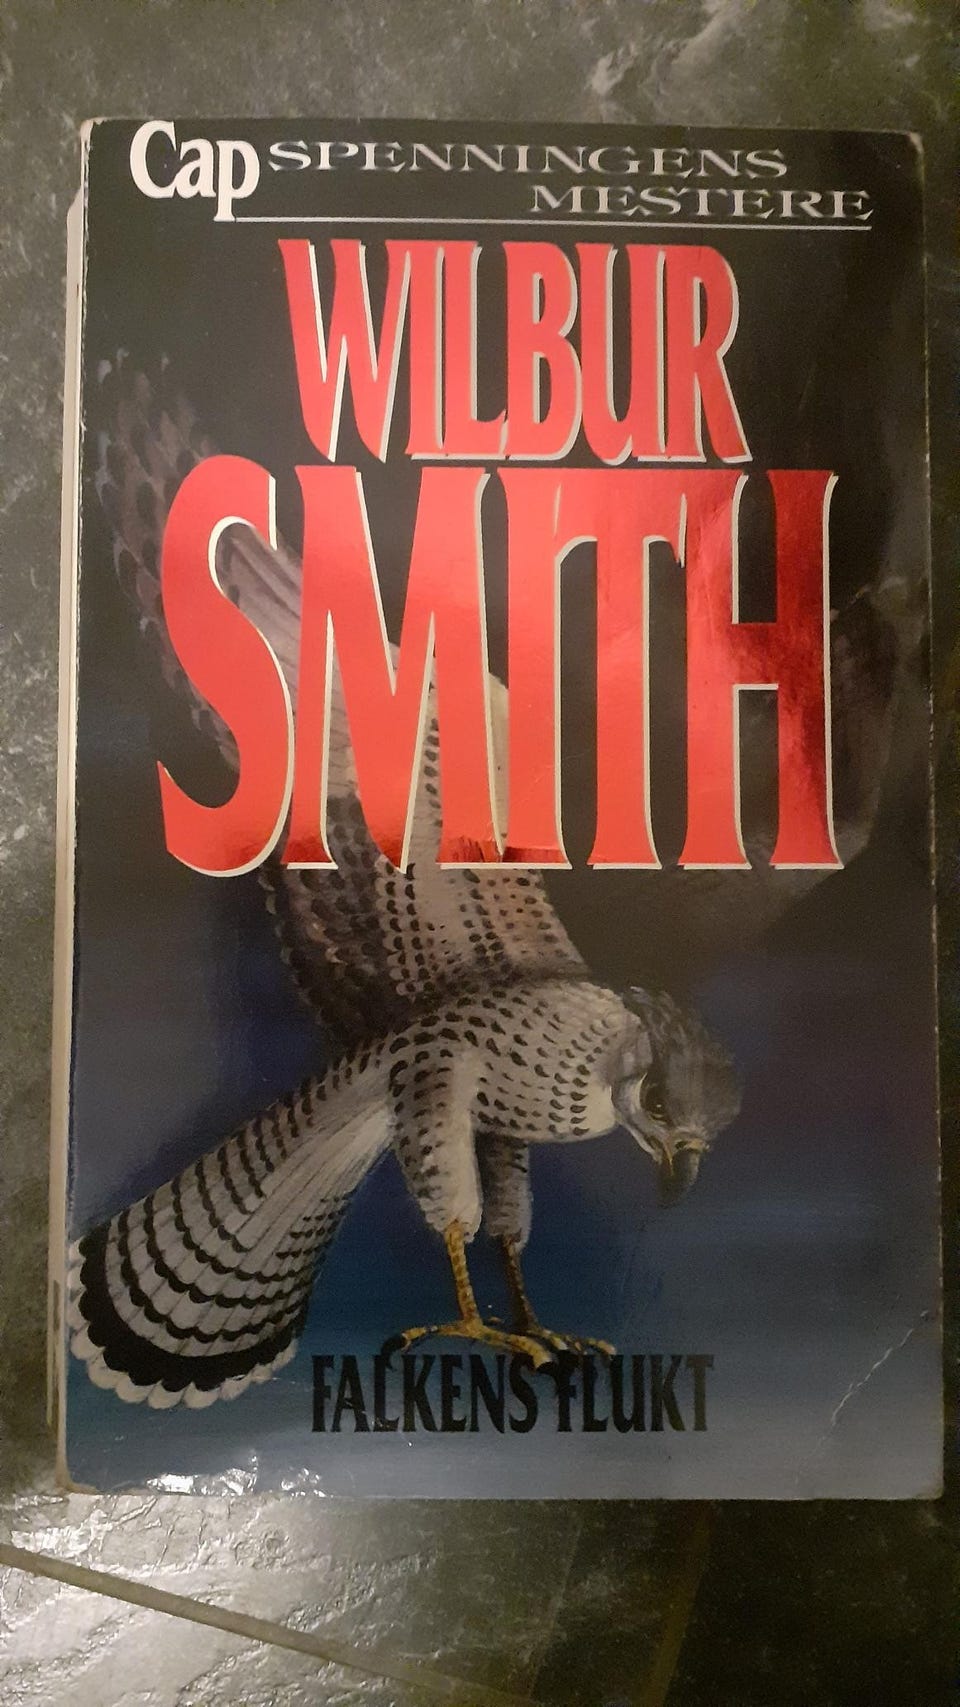 Cap SPENNINGENS
MESTERE
WILBUR
SMITH
FALKENS FLUKT